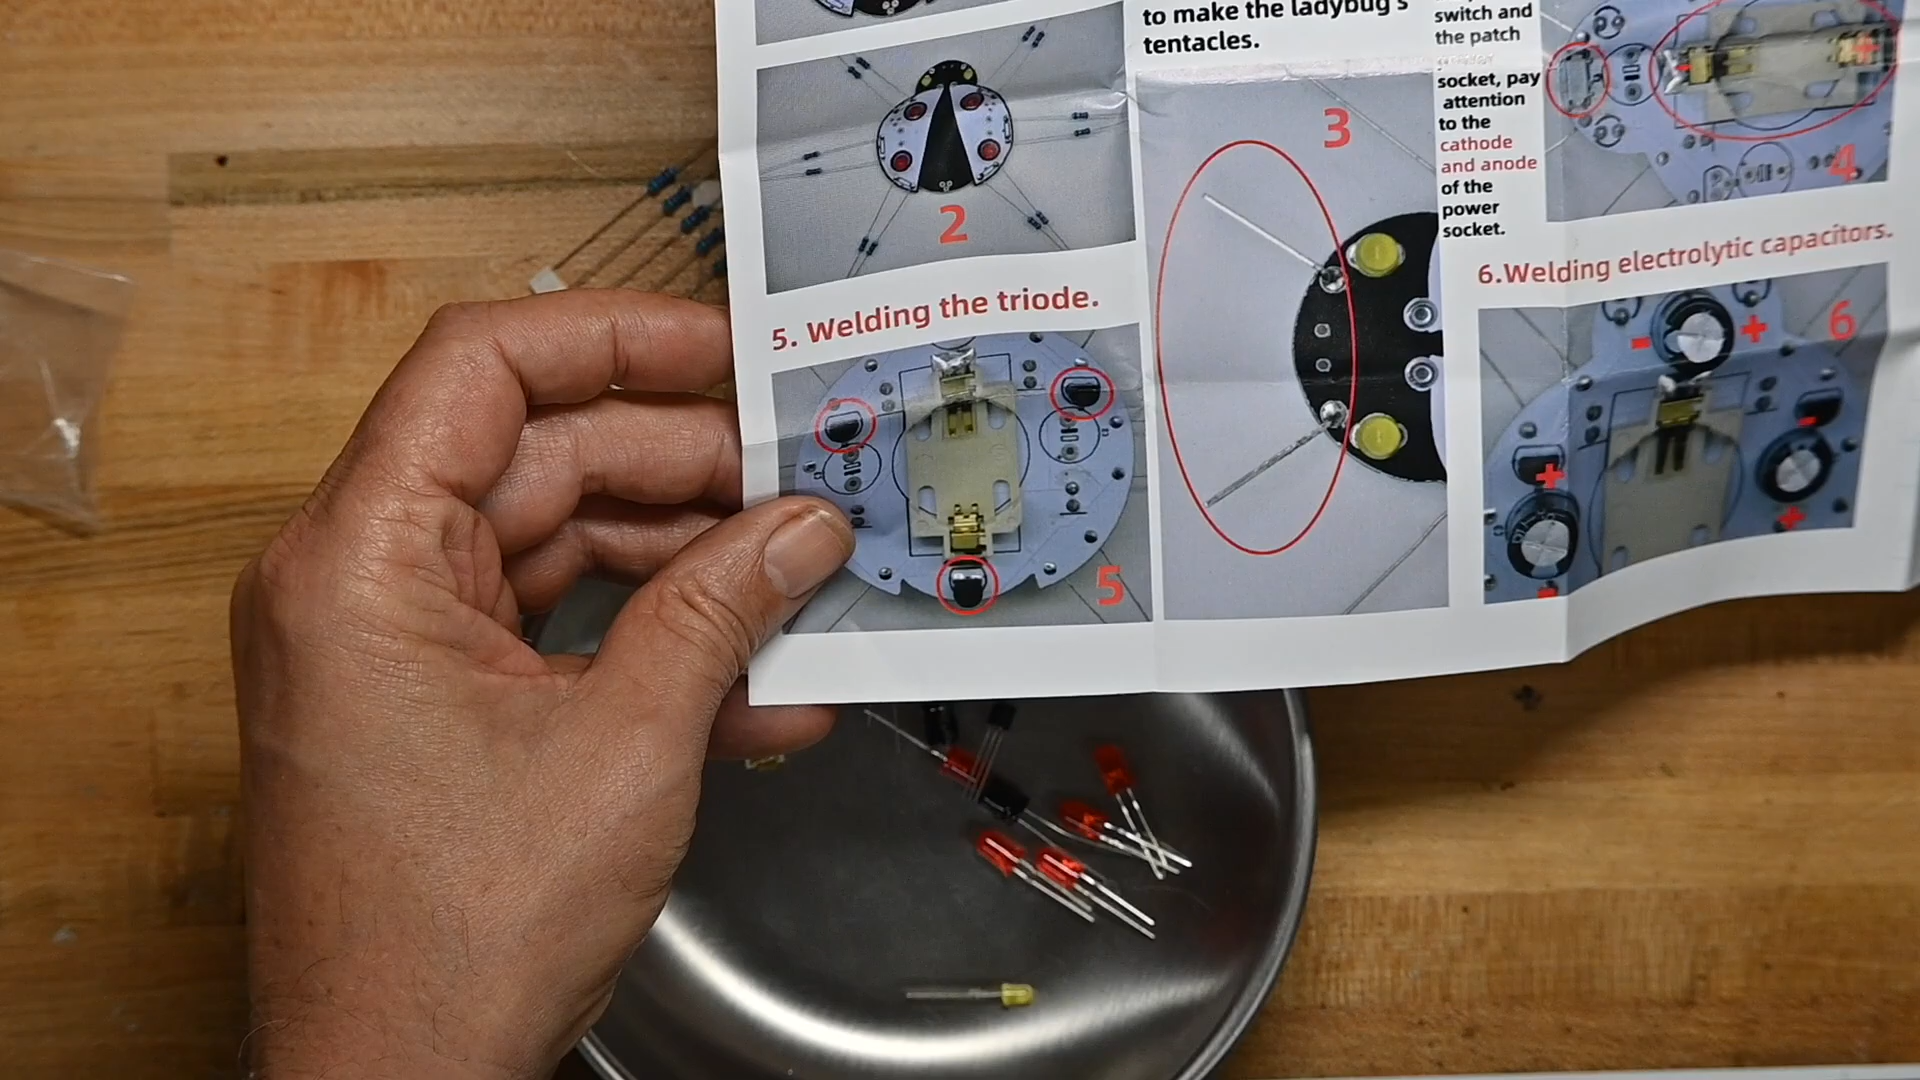 to make the ladybug's
tentacles.
switch and
the patch
socket, pay
attention
to the
cathode
and anode
of the
power
socket.
2
3
4
5. Welding the triode.
5
6.Welding electrolytic capacitors.
6